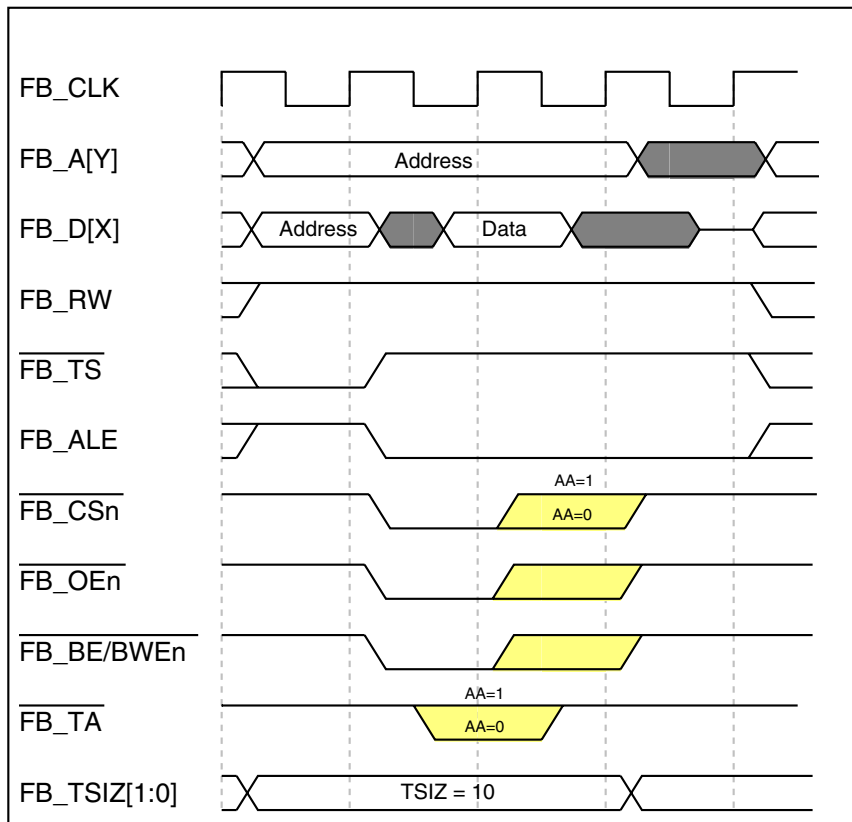 FB_CLK
FB_A[Y]
Address
FB_D[X]
Address
Data
FB_RW
FB_TS
FB_ALE
AA=1
FB_CSn
AA=0
FB_OEn
FB_BE/BWEn
AA=1
FB_TA
AA=0
FB_TSIZ[1:0]
TSIZ = 10